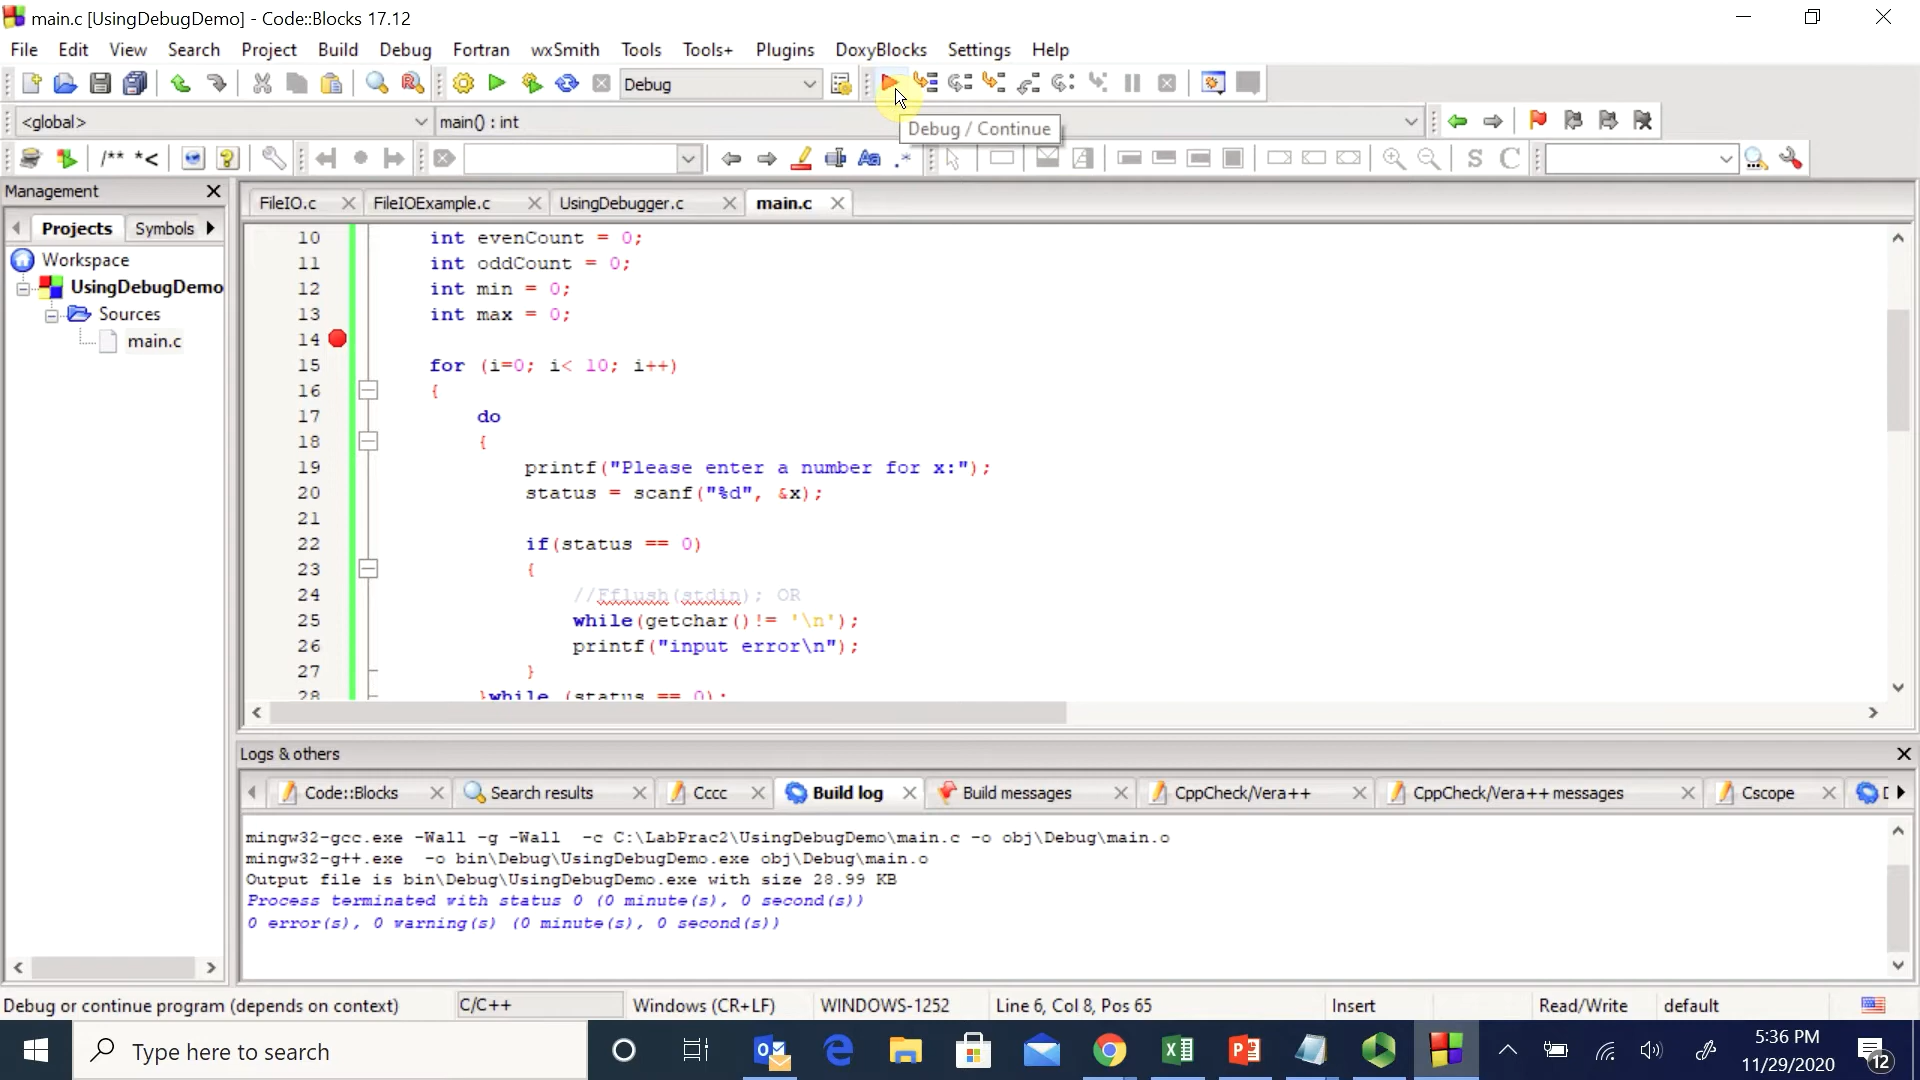 main.c [UsingDebugDemo] - Code::Blocks 17.12
File Edit View Search Project Build Debug Fortran wxSmith Tools Tools+ Plugins DoxyBlocks Settings Help
Debug
<global> main() : int
Debug / Continue
/** *< Aa .* S C
Management
FileIO.c FileIOExample.c UsingDebugger.c main.c
Projects Symbols
Workspace
UsingDebugDemo
Sources
main.c
10 int evenCount = 0;
11 int oddCount = 0;
12 int min = 0;
13 int max = 0;
14
15 for (i=0; i< 10; i++)
16 {
17 do
18 {
19 printf("Please enter a number for x:");
20 status = scanf("%d", &x);
21
22 if(status == 0)
23 {
24 //Fflush(stdin); OR
25 while(getchar()!= '\n');
26 printf("input error\n");
27 }
28 }while (status == 0);
Logs & others
Code::Blocks Search results Cccc Build log Build messages CppCheck/Vera++ CppCheck/Vera++ messages Cscope
mingw32-gcc.exe -Wall -g -Wall -c C:\LabPrac2\UsingDebugDemo\main.c -o obj\Debug\main.o
mingw32-g++.exe -o bin\Debug\UsingDebugDemo.exe obj\Debug\main.o
Output file is bin\Debug\UsingDebugDemo.exe with size 28.99 KB
Process terminated with status 0 (0 minute(s), 0 second(s))
0 error(s), 0 warning(s) (0 minute(s), 0 second(s))
Debug or continue program (depends on context) C/C++ Windows (CR+LF) WINDOWS-1252 Line 6, Col 8, Pos 65 Insert Read/Write default
Type here to search
5:36 PM
11/29/2020
12